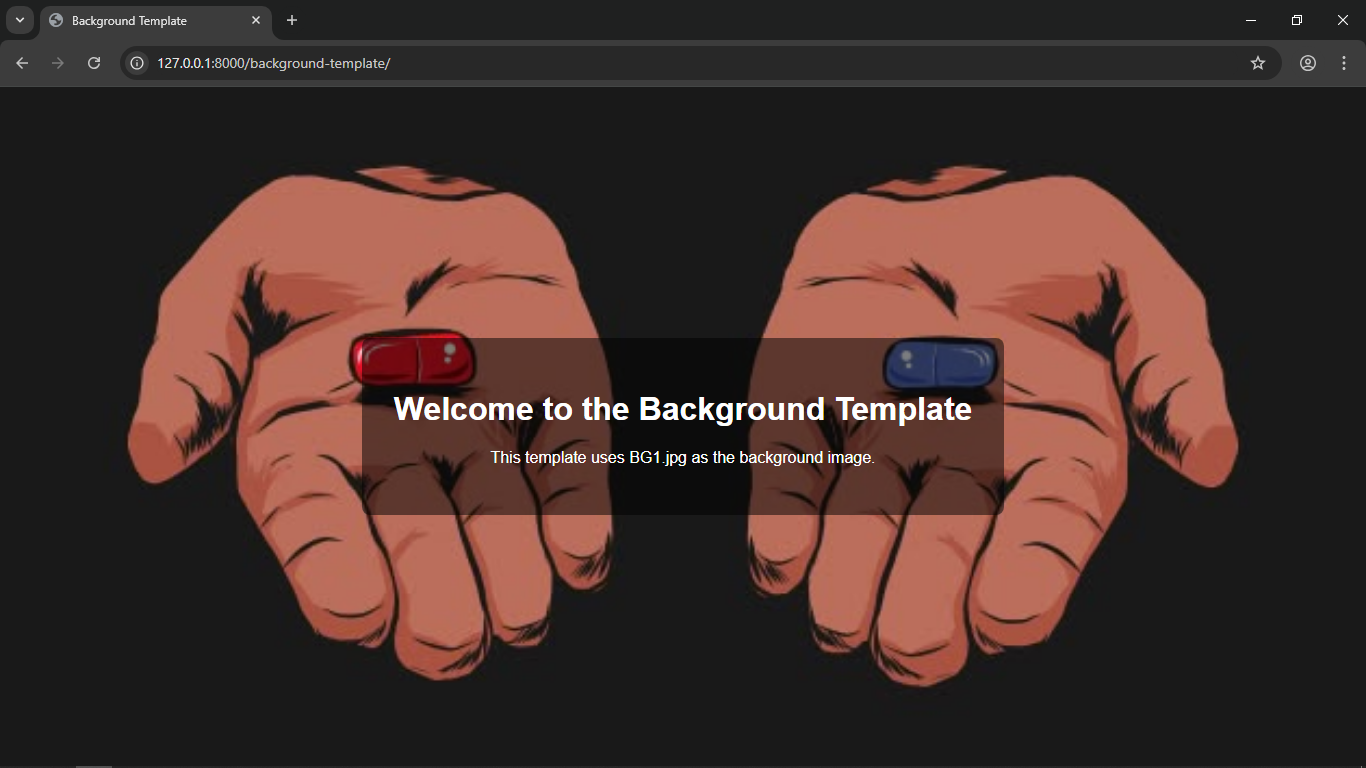 Background Template
127.0.0.1:8000/background-template/
Welcome to the Background Template
This template uses BG1.jpg as the background image.